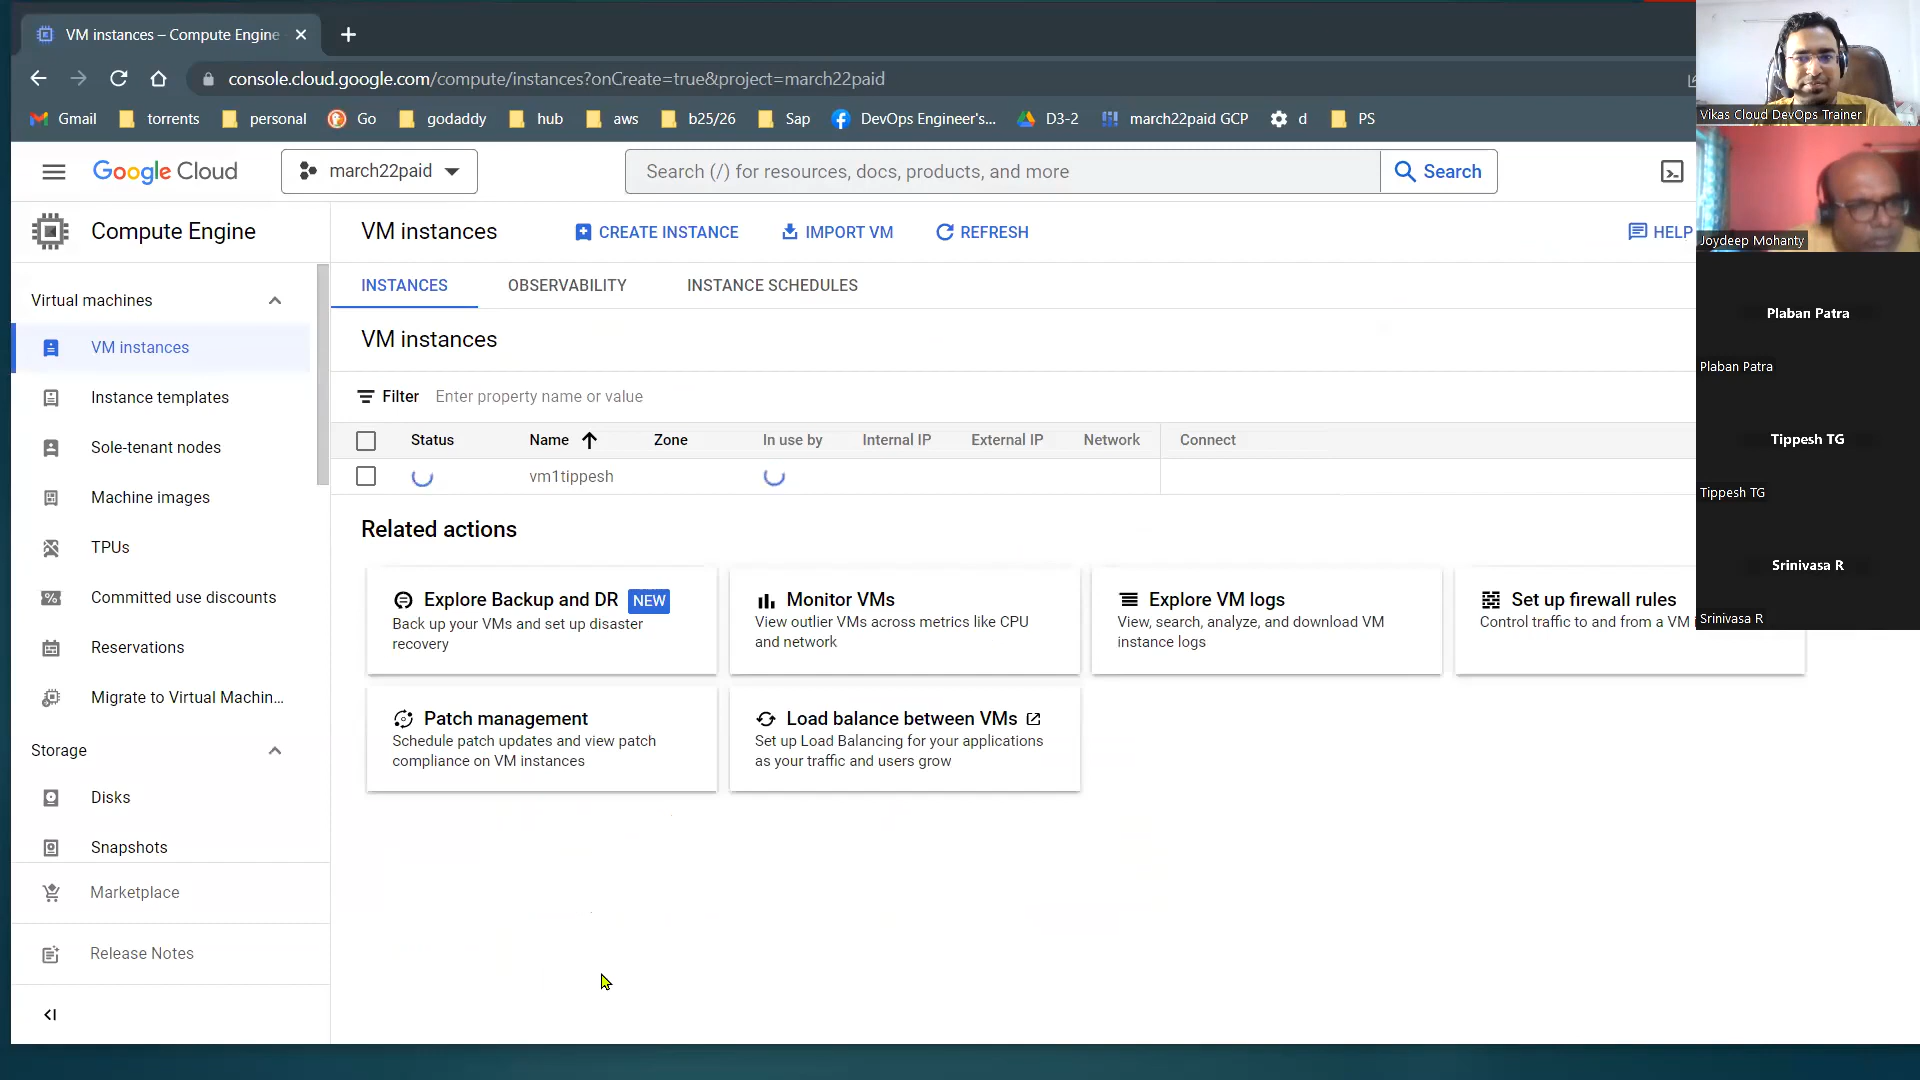 VM instances – Compute Engine
console.cloud.google.com/compute/instances?onCreate=true&project=march22paid
Gmail torrents personal Go godaddy hub aws b25/26 Sap DevOps Engineer's... D3-2 march22paid GCP d PS
Vikas Cloud DevOps Trainer
Google Cloud march22paid Search (/) for resources, docs, products, and more Search
Compute Engine
VM instances CREATE INSTANCE IMPORT VM REFRESH HELP
Joydeep Mohanty
INSTANCES OBSERVABILITY INSTANCE SCHEDULES
Virtual machines
VM instances
Instance templates
Sole-tenant nodes
Machine images
TPUs
Committed use discounts
Reservations
Migrate to Virtual Machin...
Storage
Disks
Snapshots
Marketplace
Release Notes
VM instances
Filter Enter property name or value
Status Name Zone In use by Internal IP External IP Network Connect
vm1tippesh
Related actions
Explore Backup and DR NEW
Back up your VMs and set up disaster
recovery
Monitor VMs
View outlier VMs across metrics like CPU
and network
Explore VM logs
View, search, analyze, and download VM
instance logs
Set up firewall rules
Control traffic to and from a VM
Patch management
Schedule patch updates and view patch
compliance on VM instances
Load balance between VMs
Set up Load Balancing for your applications
as your traffic and users grow
Plaban Patra
Plaban Patra
Tippesh TG
Tippesh TG
Srinivasa R
Srinivasa R